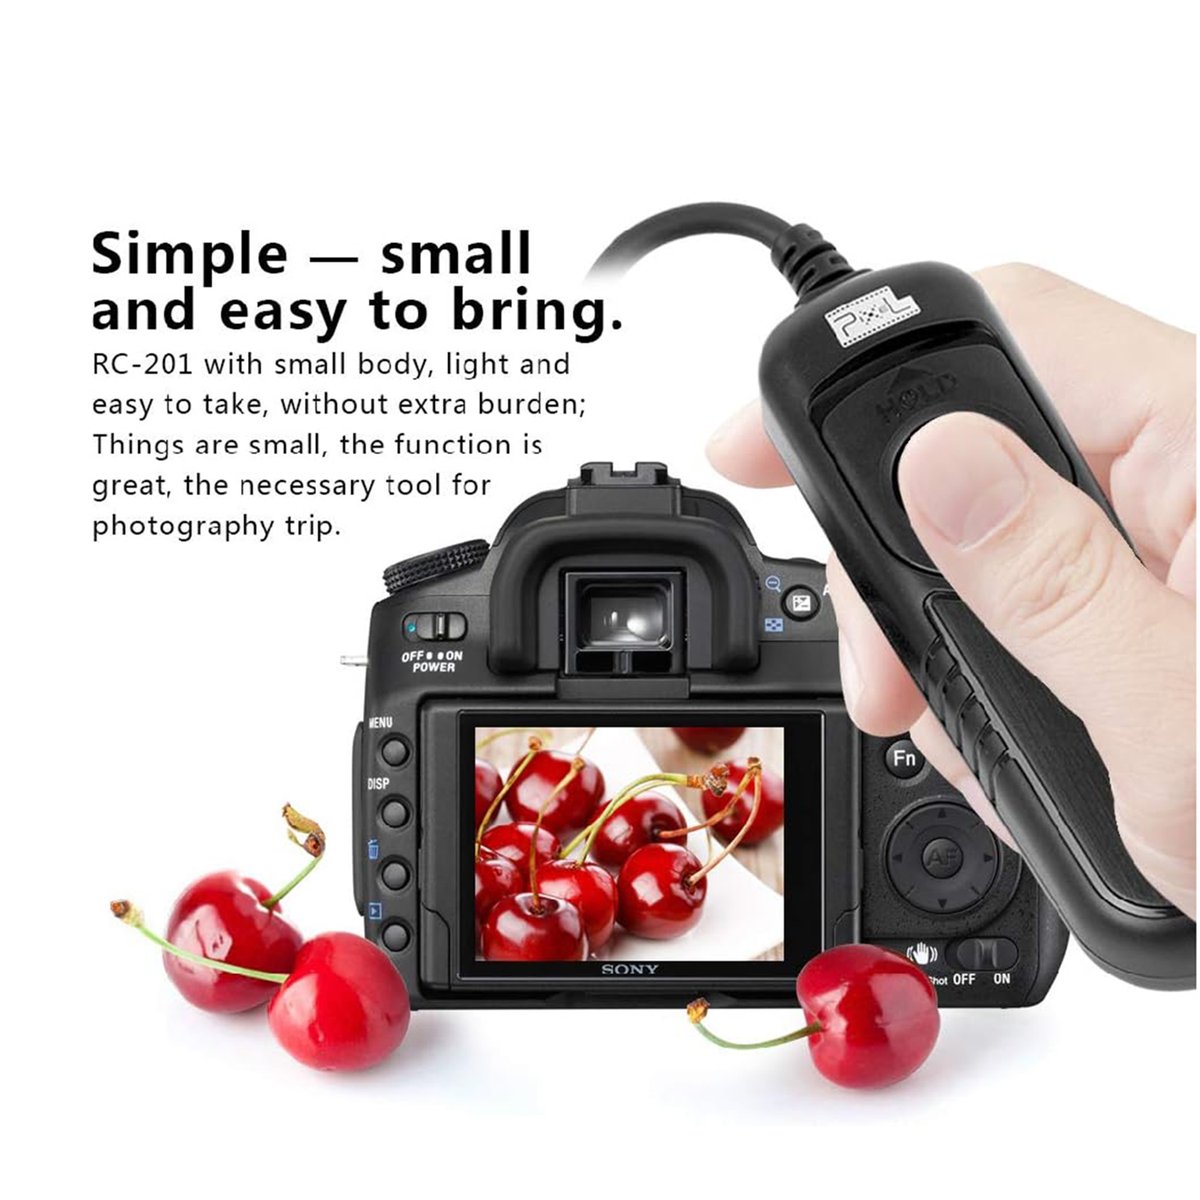 Simple — small
and easy to bring.
RC-201 with small body, light and
easy to take, without extra burden;
Things are small, the function is
great, the necessary tool for
photography trip.
PIXEL
HOLD
OFF ON
POWER
MENU
DISP
Fn
AF
SONY
Shot OFF ON